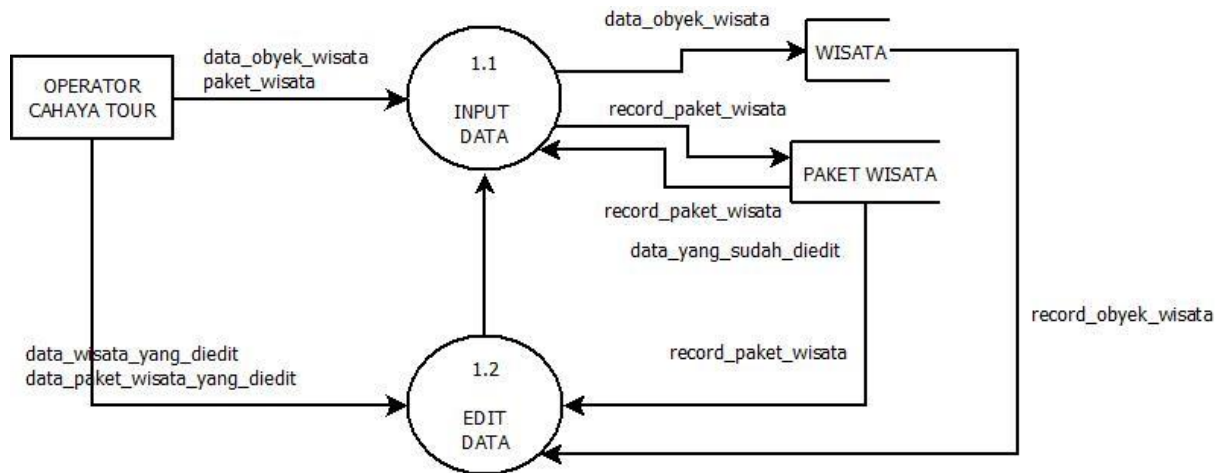 data_obyek_wisata
data_obyek_wisata
paket_wisata
OPERATOR
CAHAYA TOUR
1.1
INPUT
DATA
WISATA
record_paket_wisata
PAKET WISATA
record_paket_wisata
data_yang_sudah_diedit
record_obyek_wisata
data_wisata_yang_diedit
data_paket_wisata_yang_diedit
record_paket_wisata
1.2
EDIT
DATA